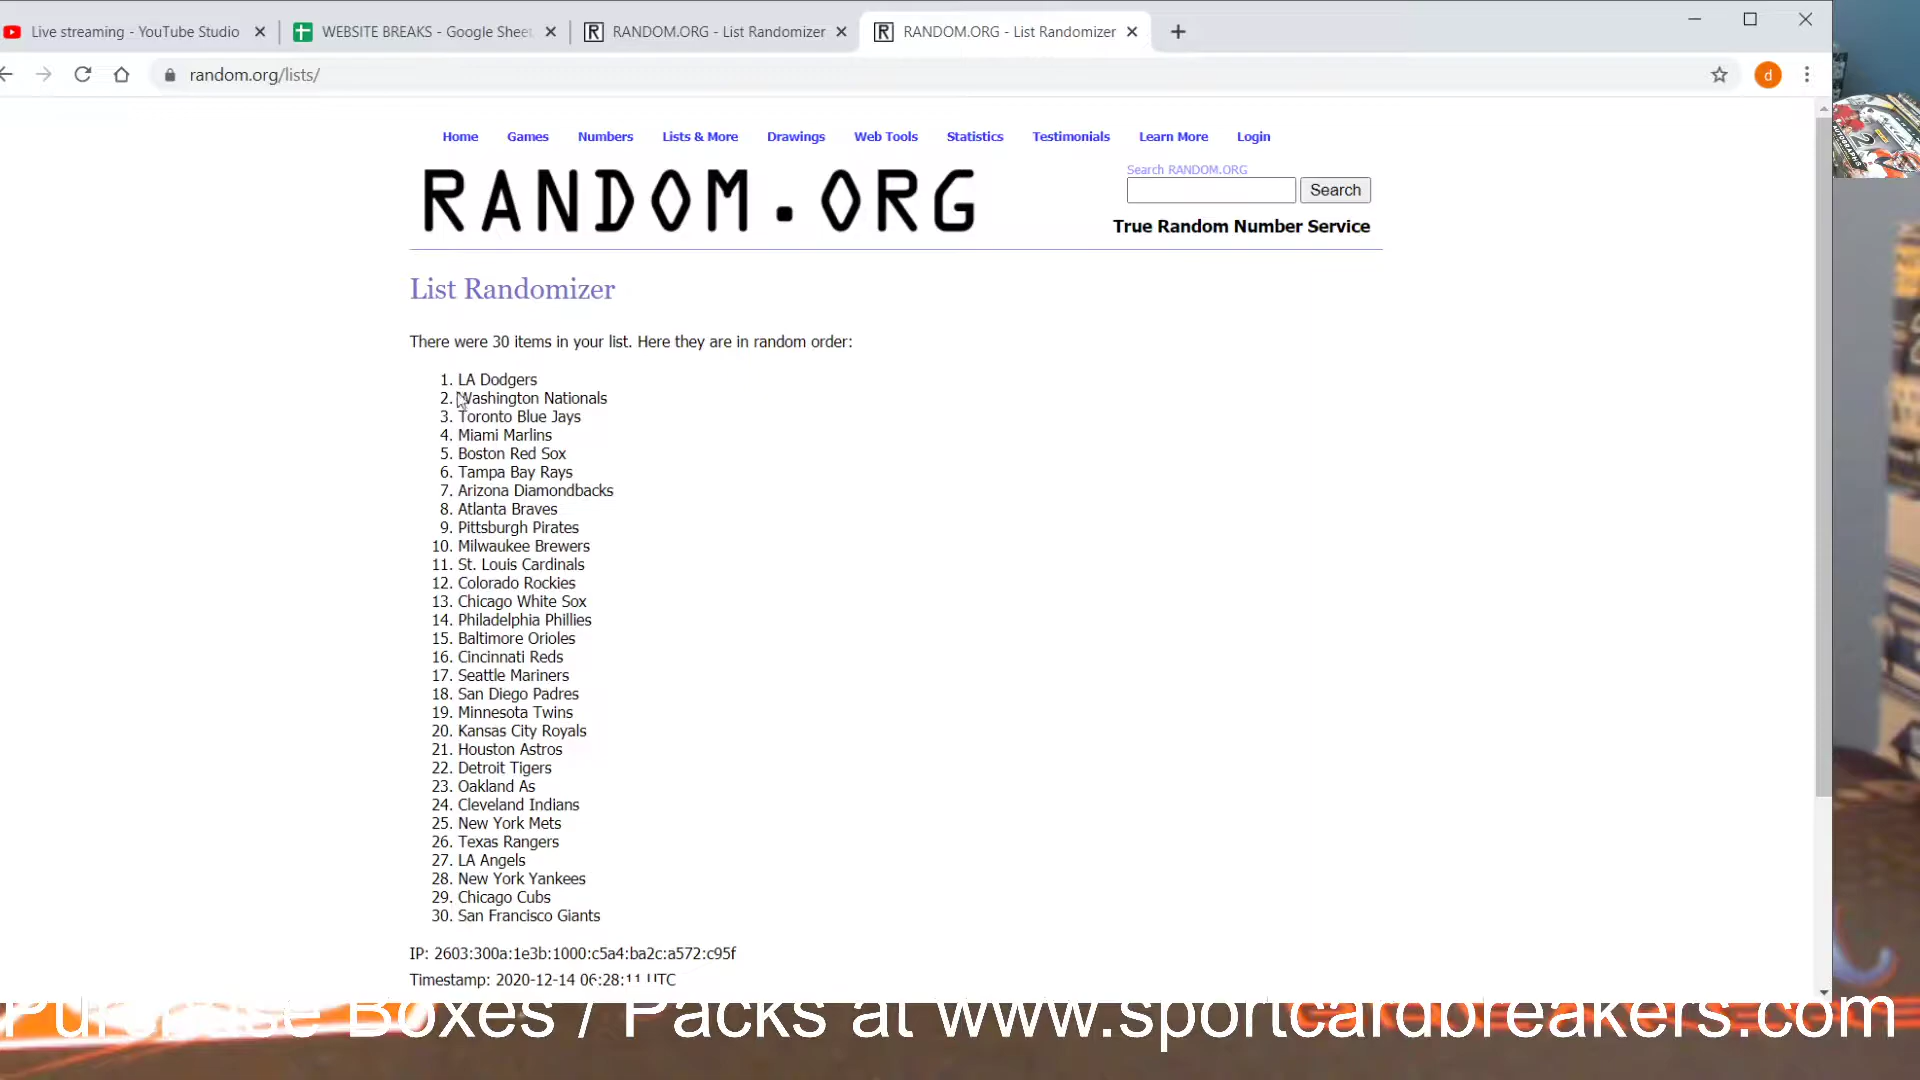 Live streaming - YouTube Studio
WEBSITE BREAKS - Google Shee
RANDOM.ORG - List Randomizer
RANDOM.ORG - List Randomizer
random.org/lists/
d
Home Games Numbers Lists & More Drawings Web Tools Statistics Testimonials Learn More Login
RANDOM.ORG
Search RANDOM.ORG
Search
True Random Number Service
AUTOGRAPHS
List Randomizer
There were 30 items in your list. Here they are in random order:
1. LA Dodgers
2. Washington Nationals
3. Toronto Blue Jays
4. Miami Marlins
5. Boston Red Sox
6. Tampa Bay Rays
7. Arizona Diamondbacks
8. Atlanta Braves
9. Pittsburgh Pirates
10. Milwaukee Brewers
11. St. Louis Cardinals
12. Colorado Rockies
13. Chicago White Sox
14. Philadelphia Phillies
15. Baltimore Orioles
16. Cincinnati Reds
17. Seattle Mariners
18. San Diego Padres
19. Minnesota Twins
20. Kansas City Royals
21. Houston Astros
22. Detroit Tigers
23. Oakland As
24. Cleveland Indians
25. New York Mets
26. Texas Rangers
27. LA Angels
28. New York Yankees
29. Chicago Cubs
30. San Francisco Giants
IP: 2603:300a:1e3b:1000:c5a4:ba2c:a572:c95f
Timestamp: 2020-12-14 06:28:11 UTC
Purchase Boxes / Packs at www.sportcardbreakers.com